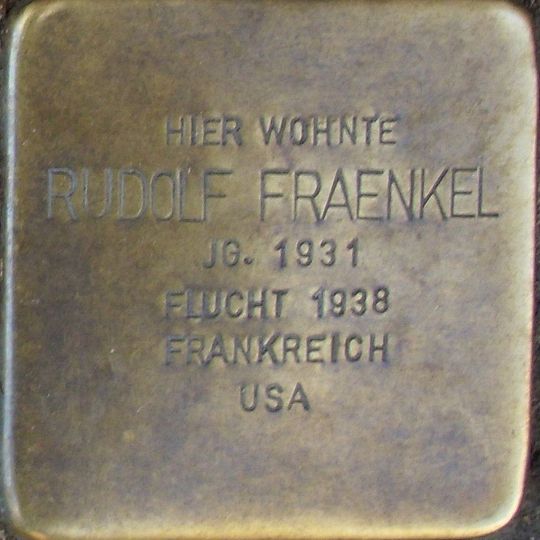 HIER WOHNTE
RUDOLF FRAENKEL
JG. 1931
FLUCHT 1938
FRANKREICH
USA